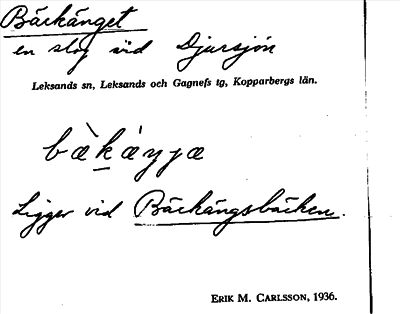 Bäckänget
en slog vid Djursjön
Leksands sn, Leksands och Gagnefs tg, Kopparbergs län.
Ligger vid Bäckängsbäcken.
ERIK M. CARLSSON, 1936.